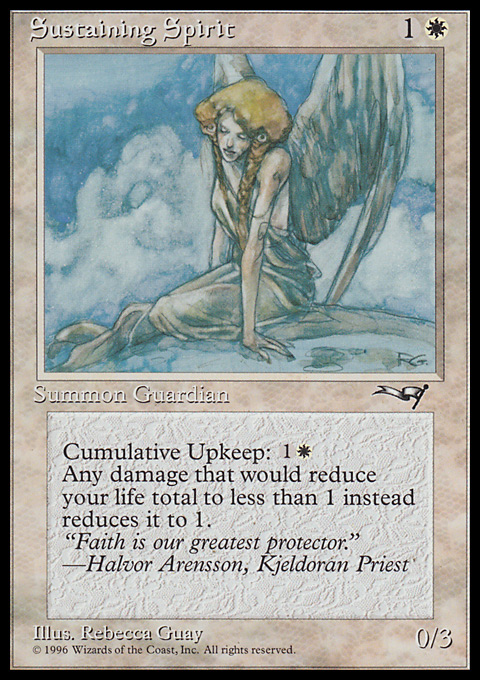 Sustaining Spirit 1
RG.
Summon Guardian
Cumulative Upkeep: 1
Any damage that would reduce
your life total to less than 1 instead
reduces it to 1.
“Faith is our greatest protector.”
—Halvor Arensson, Kjeldoran Priest
Illus. Rebecca Guay 0/3
© 1996 Wizards of the Coast, Inc. All rights reserved.